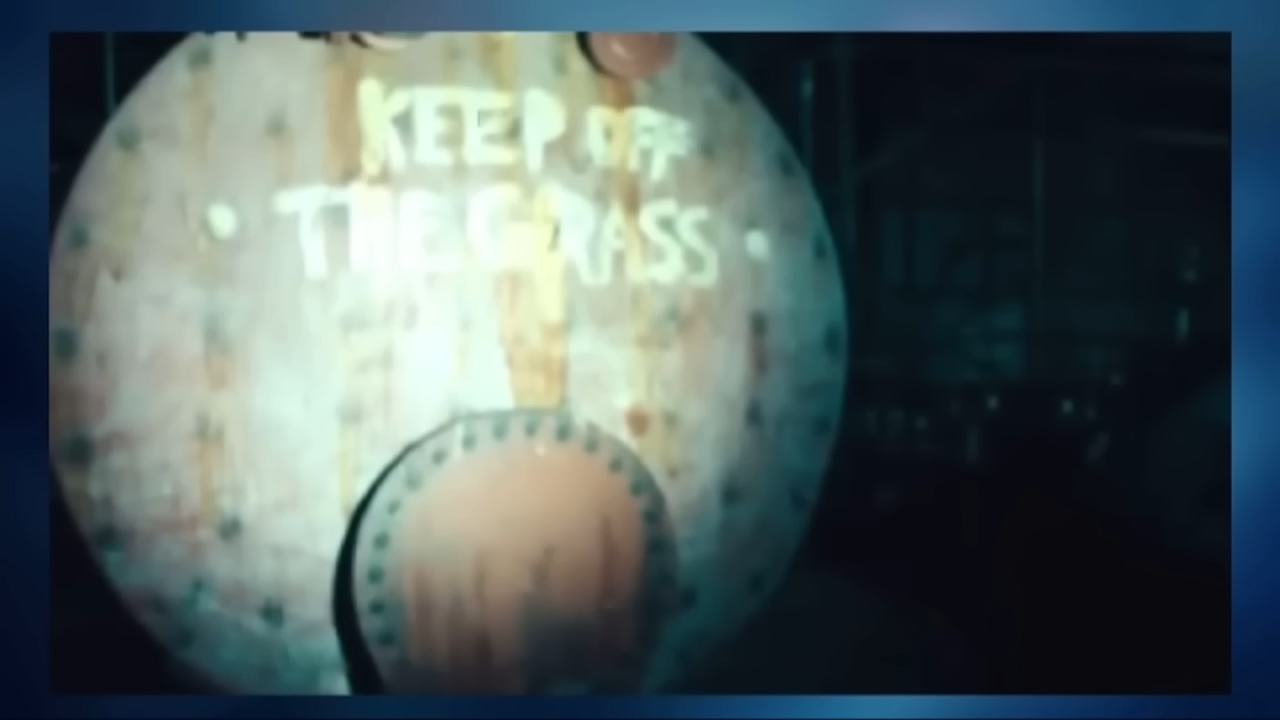 KEEP OFF
· THE GRASS ·